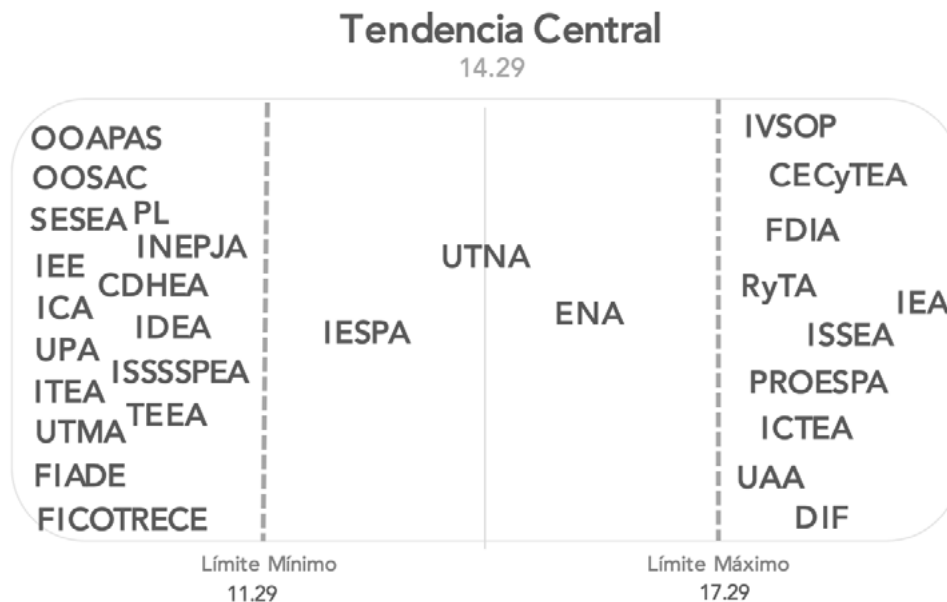 Tendencia Central
14.29
OOAPAS
OOSAC
SESEA
PL
INEPJA
IEE
CDHEA
ICA
IDEA
UPA
ISSSSPEA
ITEA
TEEA
UTMA
FIADE
FICOTRECE
UTNA
IESPA
ENA
IVSOP
CECyTEA
FDIA
RyTA
IEA
ISSEA
PROESPA
ICTEA
UAA
DIF
Límite Mínimo
11.29
Límite Máximo
17.29